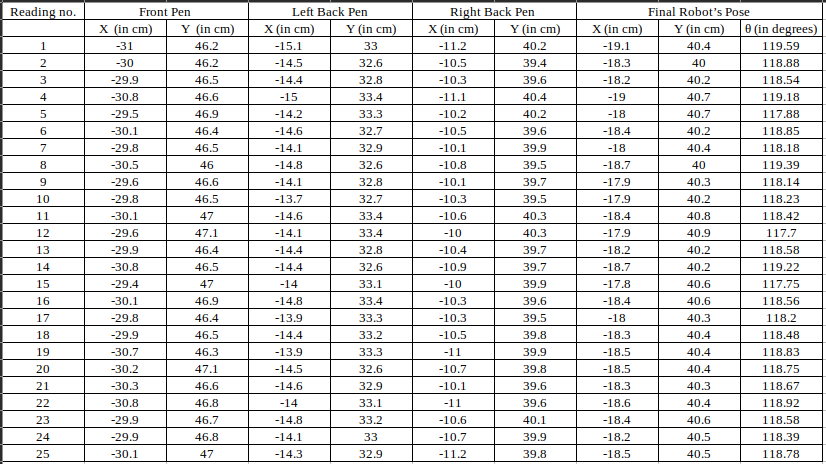 Reading no. Front Pen Left Back Pen Right Back Pen Final Robot's Pose
X (in cm) Y (in cm) X (in cm) Y (in cm) X (in cm) Y (in cm) X (in cm) Y (in cm) θ (in degrees)
1 -31 46.2 -15.1 33 -11.2 40.2 -19.1 40.4 119.59
2 -30 46.2 -14.5 32.6 -10.5 39.4 -18.3 40 118.88
3 -29.9 46.5 -14.4 32.8 -10.3 39.6 -18.2 40.2 118.54
4 -30.8 46.6 -15 33.4 -11.1 40.4 -19 40.7 119.18
5 -29.5 46.9 -14.2 33.3 -10.2 40.2 -18 40.7 117.88
6 -30.1 46.4 -14.6 32.7 -10.5 39.6 -18.4 40.2 118.85
7 -29.8 46.5 -14.1 32.9 -10.1 39.9 -18 40.4 118.18
8 -30.5 46 -14.8 32.6 -10.8 39.5 -18.7 40 119.39
9 -29.6 46.6 -14.1 32.8 -10.1 39.7 -17.9 40.3 118.14
10 -29.8 46.5 -13.7 32.7 -10.3 39.5 -17.9 40.2 118.23
11 -30.1 47 -14.6 33.4 -10.6 40.3 -18.4 40.8 118.42
12 -29.6 47.1 -14.1 33.4 -10 40.3 -17.9 40.9 117.7
13 -29.9 46.4 -14.4 32.8 -10.4 39.7 -18.2 40.2 118.58
14 -30.8 46.5 -14.4 32.6 -10.9 39.7 -18.7 40.2 119.22
15 -29.4 47 -14 33.1 -10 39.9 -17.8 40.6 117.75
16 -30.1 46.9 -14.8 33.4 -10.3 39.6 -18.4 40.6 118.56
17 -29.8 46.4 -13.9 33.3 -10.3 39.5 -18 40.3 118.2
18 -29.9 46.5 -14.4 33.2 -10.5 39.8 -18.3 40.4 118.48
19 -30.7 46.3 -13.9 33.3 -11 39.9 -18.5 40.4 118.83
20 -30.2 47.1 -14.5 32.6 -10.7 39.8 -18.5 40.4 118.75
21 -30.3 46.6 -14.6 32.9 -10.1 39.6 -18.3 40.3 118.67
22 -30.8 46.8 -14 33.1 -11 39.6 -18.6 40.4 118.92
23 -29.9 46.7 -14.8 33.2 -10.6 40.1 -18.4 40.6 118.58
24 -29.9 46.8 -14.1 33 -10.7 39.9 -18.2 40.5 118.39
25 -30.1 47 -14.3 32.9 -11.2 39.8 -18.5 40.5 118.78